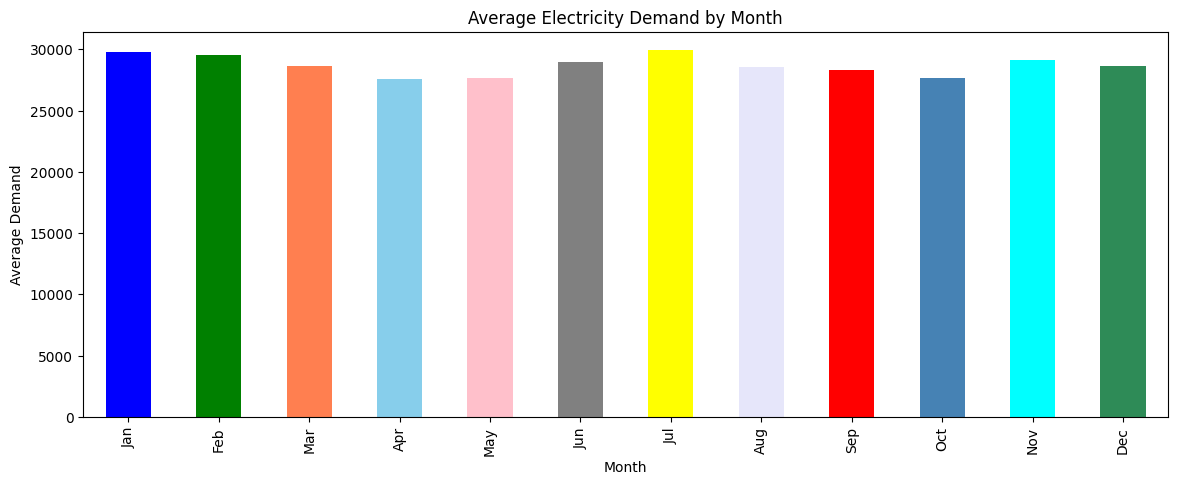 Average Electricity Demand by Month
Average Demand
30000
25000
20000
15000
10000
5000
0
Jan
Feb
Mar
Apr
May
Jun
Jul
Aug
Sep
Oct
Nov
Dec
Month